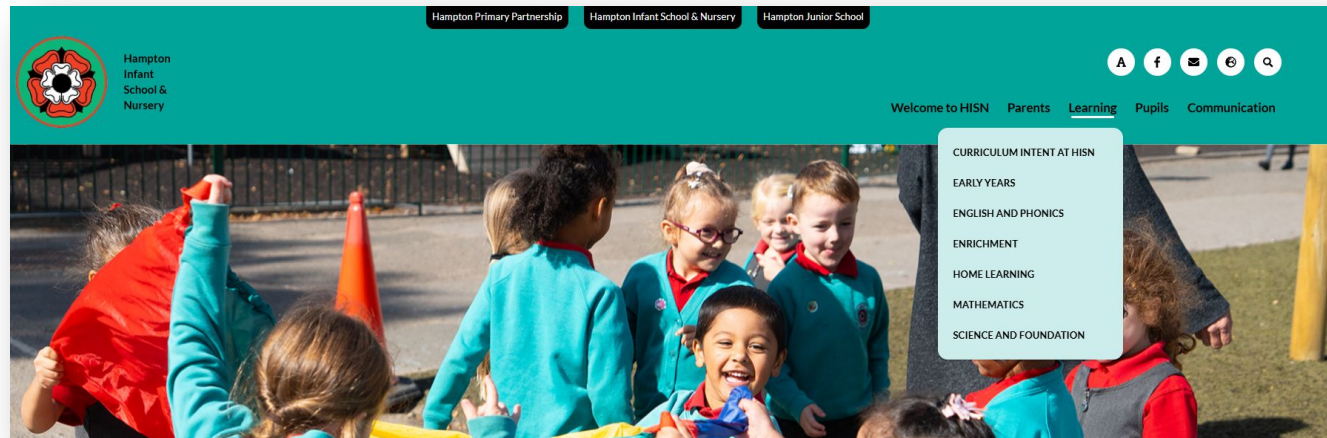 Hampton Primary Partnership
Hampton Infant School & Nursery
Hampton Junior School
Hampton
Infant
School &
Nursery
A
Welcome to HISN
Parents
Learning
Pupils
Communication
CURRICULUM INTENT AT HISN
EARLY YEARS
ENGLISH AND PHONICS
ENRICHMENT
HOME LEARNING
MATHEMATICS
SCIENCE AND FOUNDATION